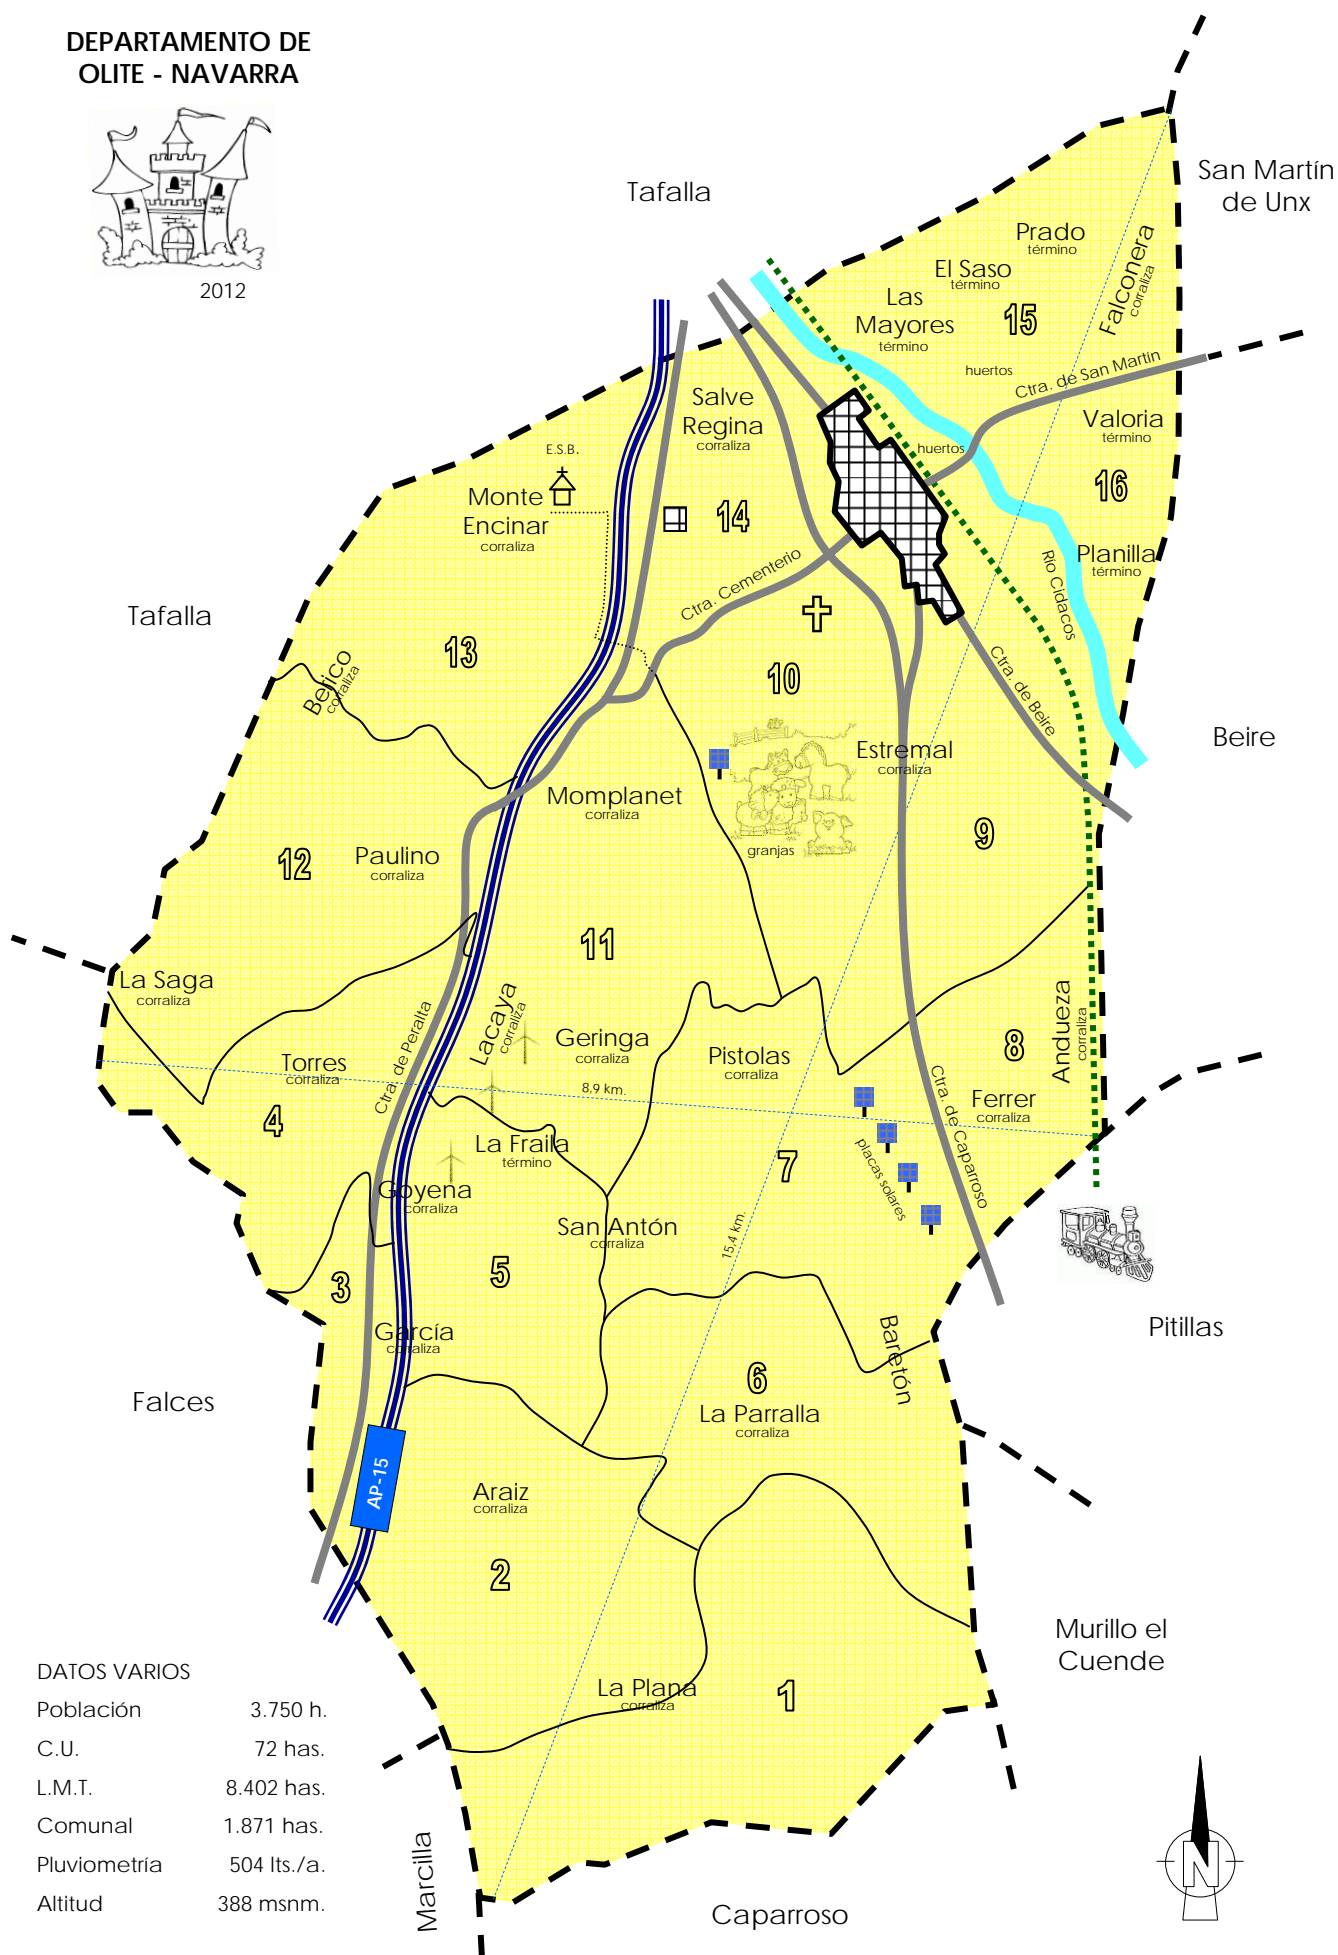 DEPARTAMENTO DE
OLITE - NAVARRA
2012
Tafalla
San Martín
de Unx
Prado
término
El Saso
término
Falconera
corraliza
Las
Mayores
término
15
huertos
Ctra. de San Martín
Salve
Regina
corraliza
Valoria
término
huertos
E.S.B.
16
Monte
Encinar
corraliza
14
Planilla
término
Río Cidacos
Ctra. Cementerio
Tafalla
13
Berico
corraliza
10
Ctra. de Beire
Beire
Estremal
corraliza
Momplanet
corraliza
granjas
9
12
Paulino
corraliza
11
La Saga
corraliza
Lacaya
corraliza
Ctra. de Peralta
Geringa
corraliza
Pistolas
corraliza
8
Andueza
corraliza
Torres
corraliza
8,9 km.
4
Ctra. de Caparroso
Ferrer
corraliza
La Fraila
término
7
placas solares
Goyena
corraliza
San Antón
corraliza
15,4 km.
3
5
García
corraliza
Baretón
Pitillas
6
La Parralla
corraliza
Falces
AP-15
Araiz
corraliza
2
Murillo el
Cuende
La Plana
corraliza
1
DATOS VARIOS
Población 3.750 h.
C.U. 72 has.
L.M.T. 8.402 has.
Comunal 1.871 has.
Pluviometría 504 lts./a.
Altitud 388 msnm.
Marcilla
Caparroso
N